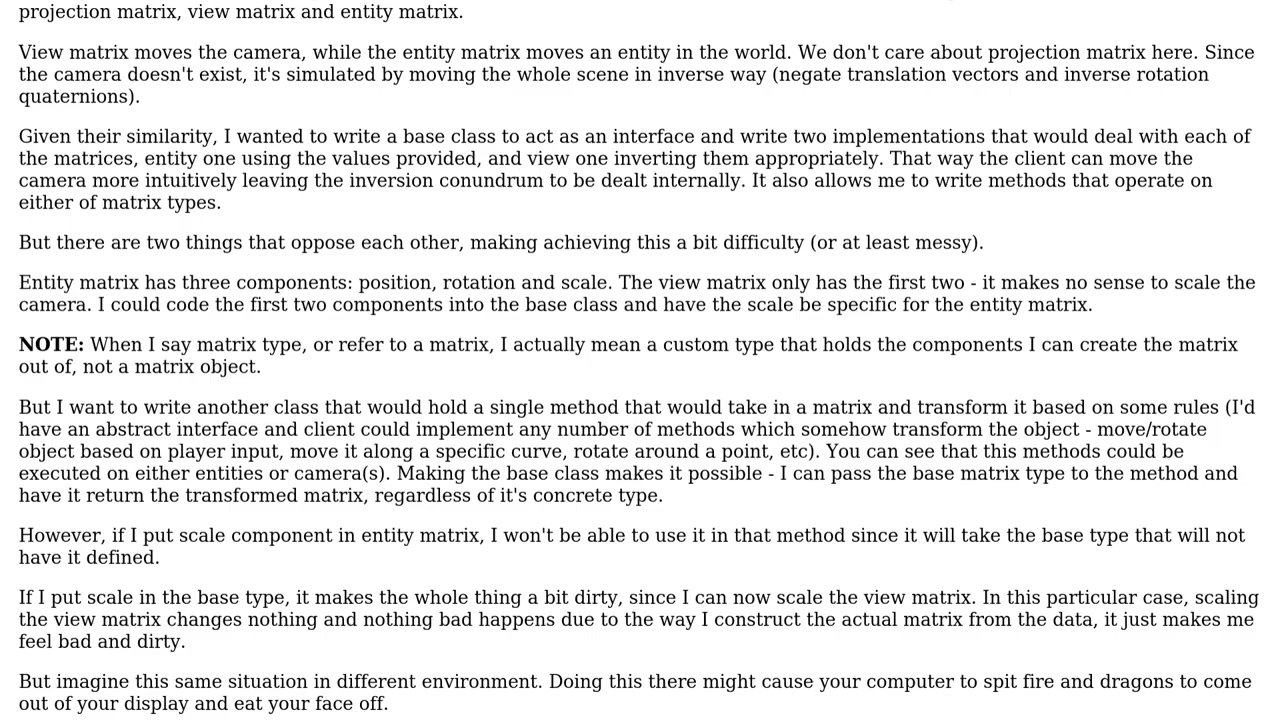 projection matrix, view matrix and entity matrix.
View matrix moves the camera, while the entity matrix moves an entity in the world. We don't care about projection matrix here. Since
the camera doesn't exist, it's simulated by moving the whole scene in inverse way (negate translation vectors and inverse rotation
quaternions).
Given their similarity, I wanted to write a base class to act as an interface and write two implementations that would deal with each of
the matrices, entity one using the values provided, and view one inverting them appropriately. That way the client can move the
camera more intuitively leaving the inversion conundrum to be dealt internally. It also allows me to write methods that operate on
either of matrix types.
But there are two things that oppose each other, making achieving this a bit difficulty (or at least messy).
Entity matrix has three components: position, rotation and scale. The view matrix only has the first two - it makes no sense to scale the
camera. I could code the first two components into the base class and have the scale be specific for the entity matrix.
NOTE: When I say matrix type, or refer to a matrix, I actually mean a custom type that holds the components I can create the matrix
out of, not a matrix object.
But I want to write another class that would hold a single method that would take in a matrix and transform it based on some rules (I'd
have an abstract interface and client could implement any number of methods which somehow transform the object - move/rotate
object based on player input, move it along a specific curve, rotate around a point, etc). You can see that this methods could be
executed on either entities or camera(s). Making the base class makes it possible - I can pass the base matrix type to the method and
have it return the transformed matrix, regardless of it's concrete type.
However, if I put scale component in entity matrix, I won't be able to use it in that method since it will take the base type that will not
have it defined.
If I put scale in the base type, it makes the whole thing a bit dirty, since I can now scale the view matrix. In this particular case, scaling
the view matrix changes nothing and nothing bad happens due to the way I construct the actual matrix from the data, it just makes me
feel bad and dirty.
But imagine this same situation in different environment. Doing this there might cause your computer to spit fire and dragons to come
out of your display and eat your face off.